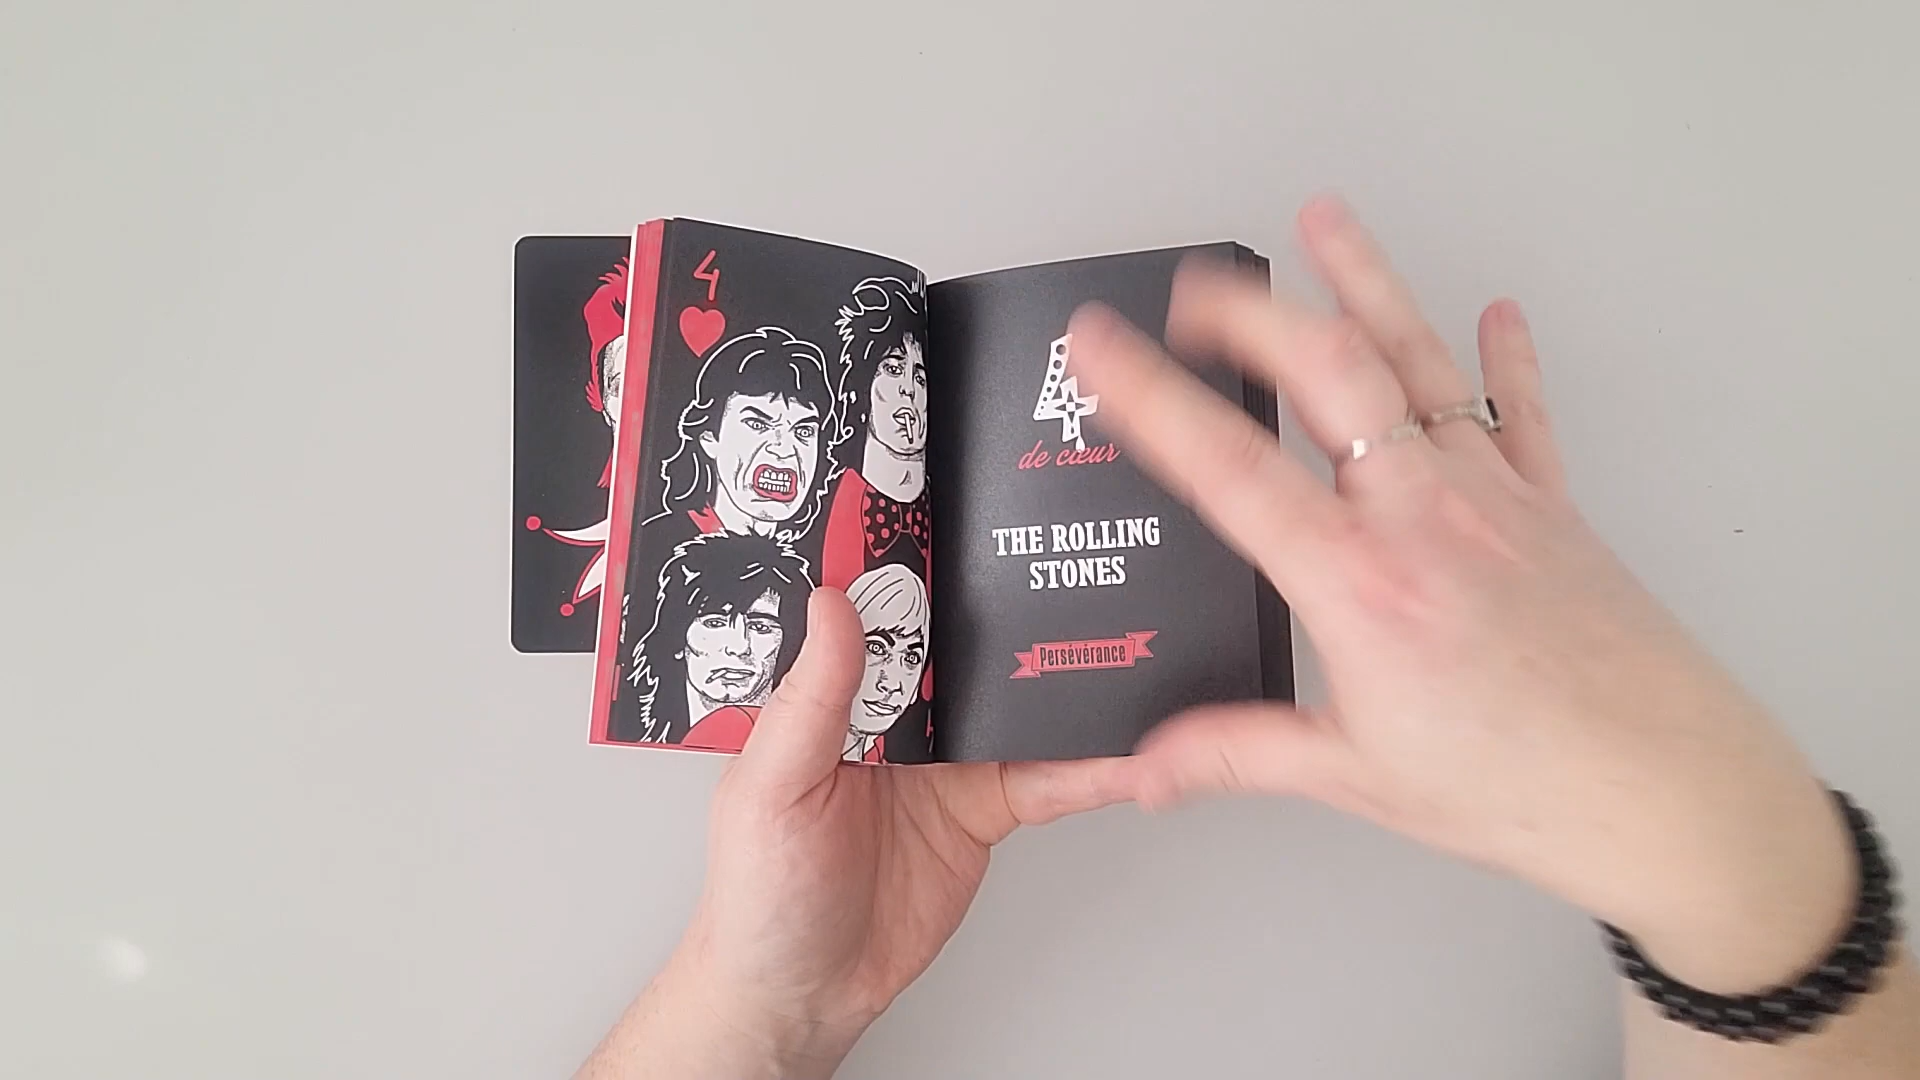 4
4
de cœur
THE ROLLING
STONES
Persévérance